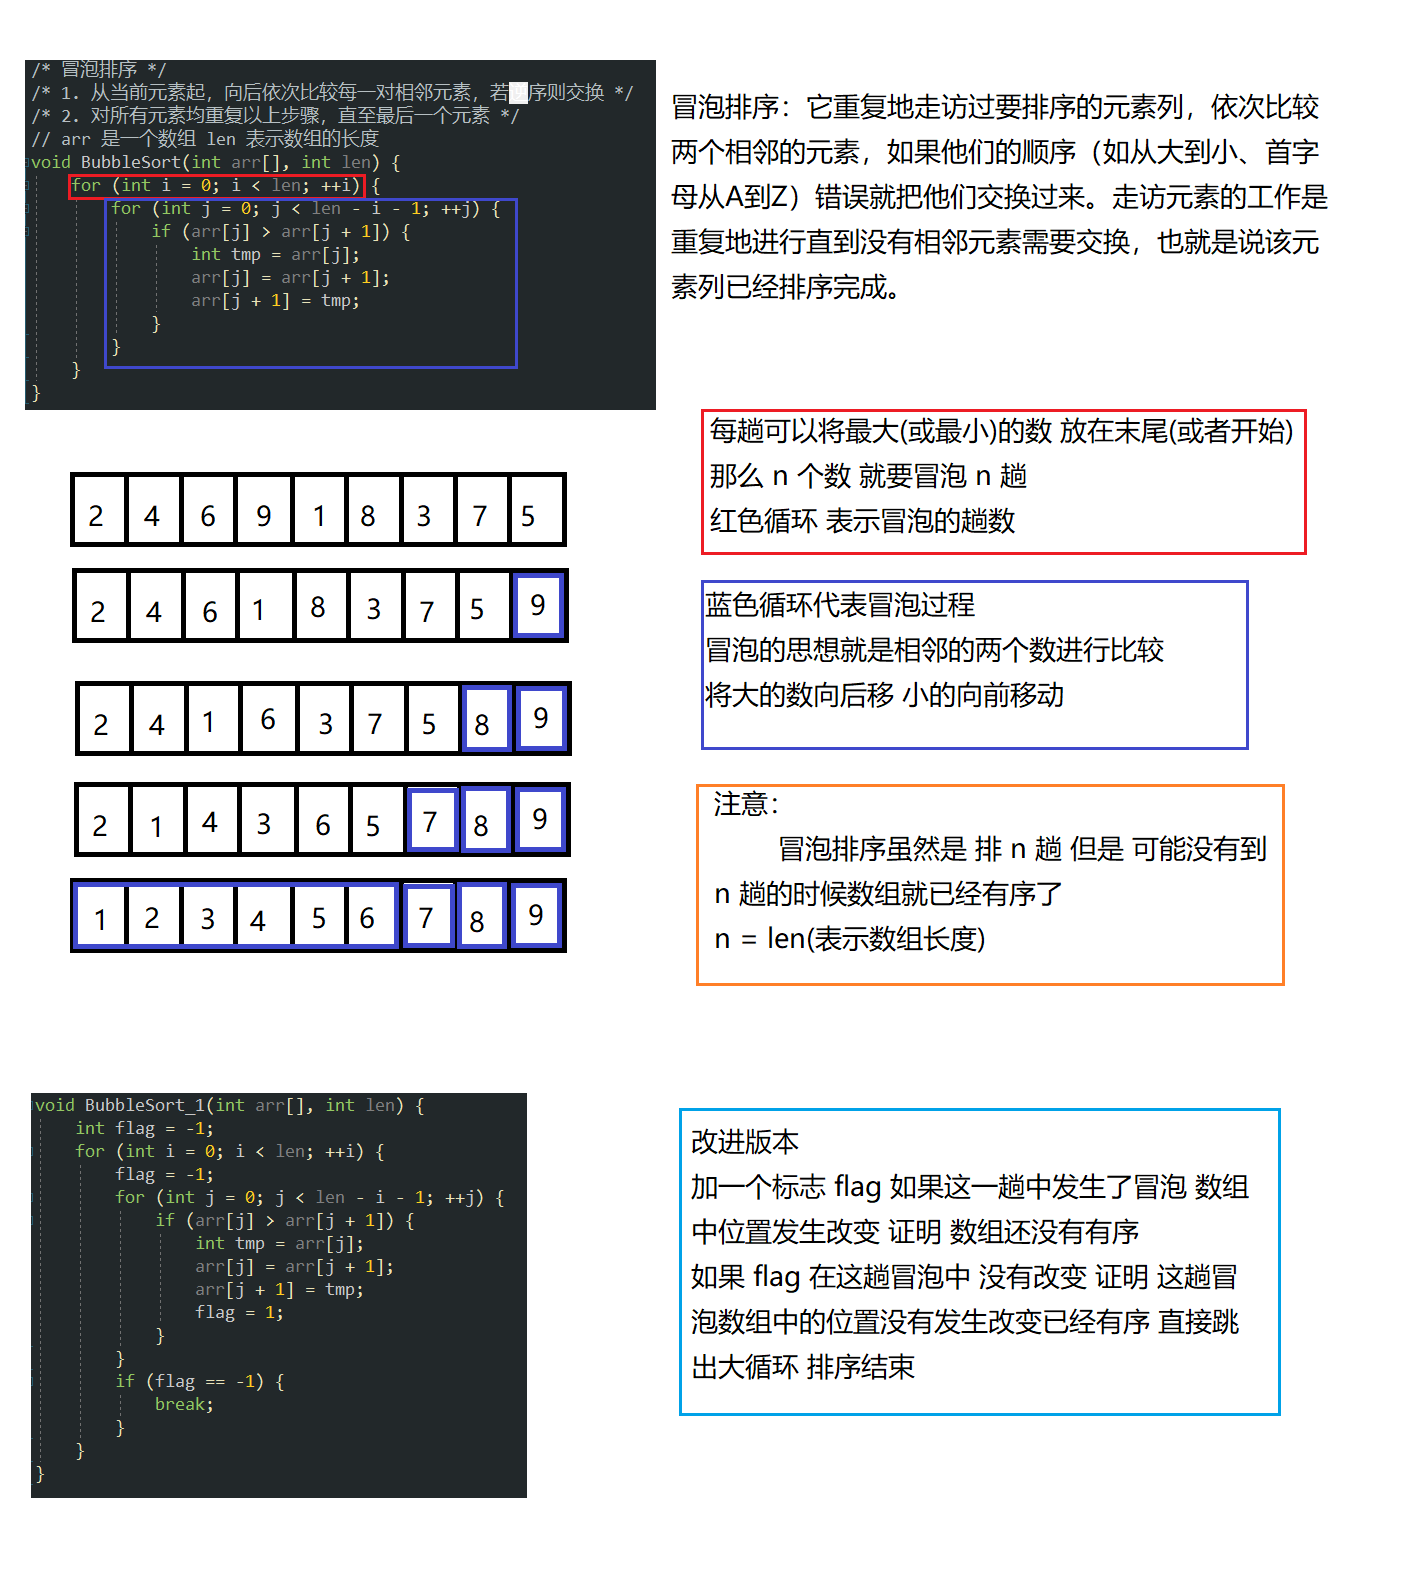 /* 冒泡排序 */
/* 1. 从当前元素起，向后依次比较每一对相邻元素，若逆序则交换 */
/* 2. 对所有元素均重复以上步骤，直至最后一个元素 */
// arr 是一个数组 len 表示数组的长度
void BubbleSort(int arr[], int len) {
for (int i = 0; i < len; ++i) {
for (int j = 0; j < len - i - 1; ++j) {
if (arr[j] > arr[j + 1]) {
int tmp = arr[j];
arr[j] = arr[j + 1];
arr[j + 1] = tmp;
}
}
}
}
冒泡排序：它重复地走访过要排序的元素列，依次比较
两个相邻的元素，如果他们的顺序（如从大到小、首字
母从A到Z）错误就把他们交换过来。走访元素的工作是
重复地进行直到没有相邻元素需要交换，也就是说该元
素列已经排序完成。
每趟可以将最大(或最小)的数 放在末尾(或者开始)
那么 n 个数 就要冒泡 n 趟
红色循环 表示冒泡的趟数
2 4 6 9 1 8 3 7 5
2 4 6 1 8 3 7 5 9
2 4 1 6 3 7 5 8 9
2 1 4 3 6 5 7 8 9
1 2 3 4 5 6 7 8 9
蓝色循环代表冒泡过程
冒泡的思想就是相邻的两个数进行比较
将大的数向后移 小的向前移动
注意：
冒泡排序虽然是 排 n 趟 但是 可能没有到
n 趟的时候数组就已经有序了
n = len(表示数组长度)
void BubbleSort_1(int arr[], int len) {
int flag = -1;
for (int i = 0; i < len; ++i) {
flag = -1;
for (int j = 0; j < len - i - 1; ++j) {
if (arr[j] > arr[j + 1]) {
int tmp = arr[j];
arr[j] = arr[j + 1];
arr[j + 1] = tmp;
flag = 1;
}
}
if (flag == -1) {
break;
}
}
}
改进版本
加一个标志 flag 如果这一趟中发生了冒泡 数组
中位置发生改变 证明 数组还没有有序
如果 flag 在这趟冒泡中 没有改变 证明 这趟冒
泡数组中的位置没有发生改变已经有序 直接跳
出大循环 排序结束